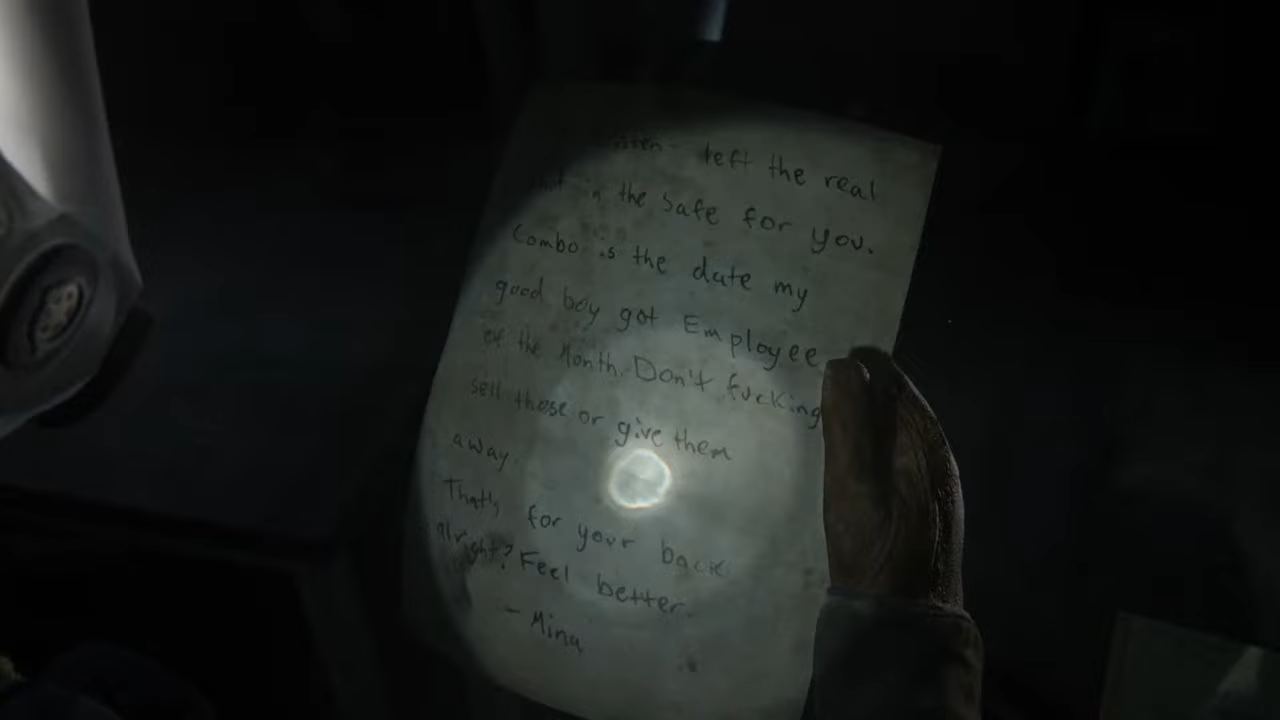 left the real
in the safe for you.
Combo is the date my
good boy got Employee
of the Month. Don't fucking
sell those or give them
away.
That's for your back
alright? Feel better.
- Mina